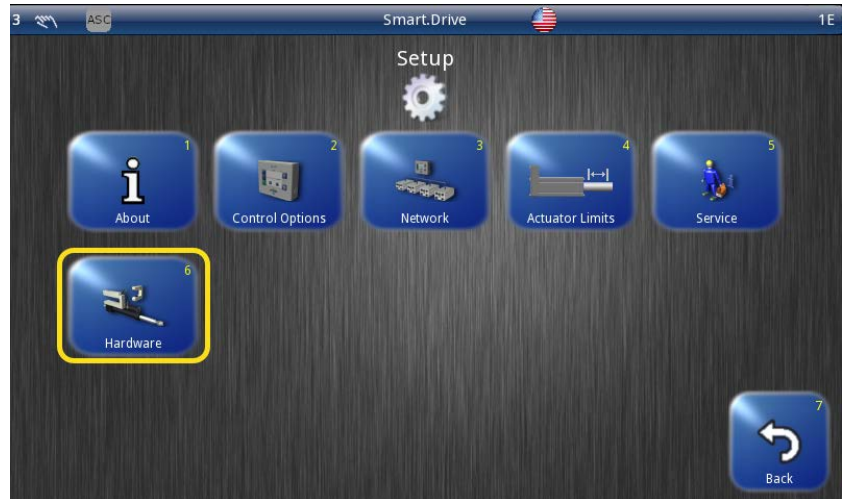 3 ASC Smart.Drive 1E
Setup
1 2 3 4 5
About Control Options Network Actuator Limits Service
6
Hardware
7
Back